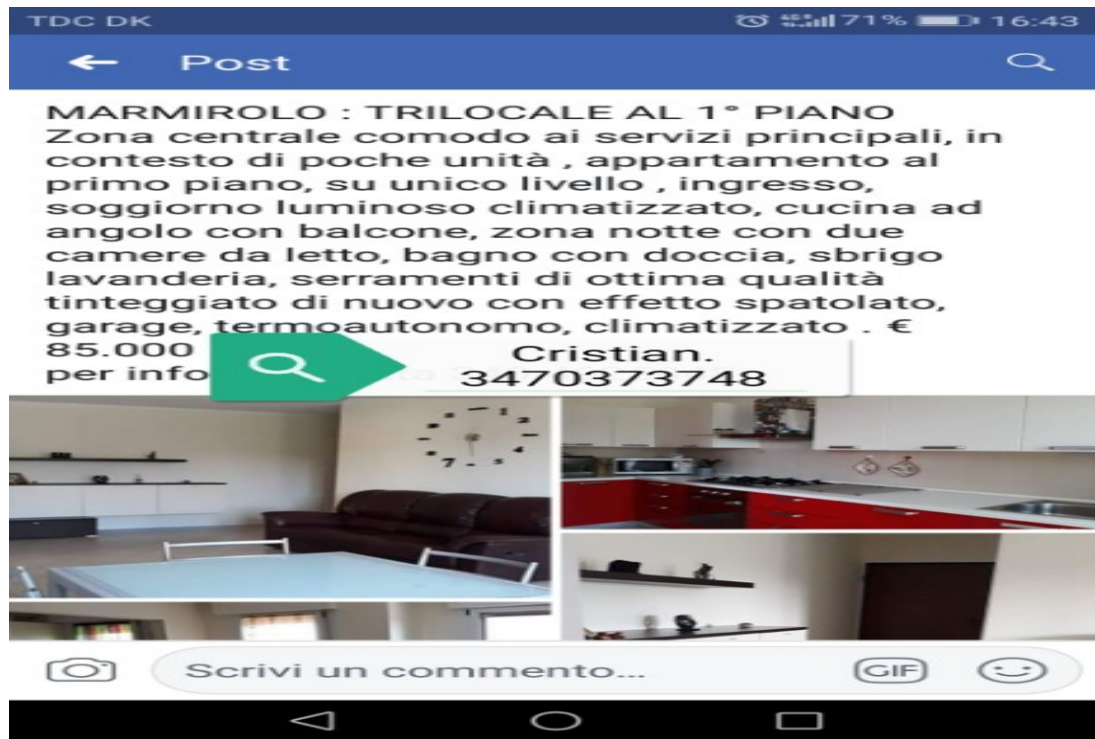 TDC DK 71% 16:43
Post
MARMIROLO : TRILOCALE AL 1° PIANO
Zona centrale comodo ai servizi principali, in
contesto di poche unità , appartamento al
primo piano, su unico livello , ingresso,
soggiorno luminoso climatizzato, cucina ad
angolo con balcone, zona notte con due
camere da letto, bagno con doccia, sbrigo
lavanderia, serramenti di ottima qualità
tinteggiato di nuovo con effetto spatolato,
garage, termoautonomo, climatizzato . €
85.000
per info
Cristian.
3470373748
Scrivi un commento...
GIF